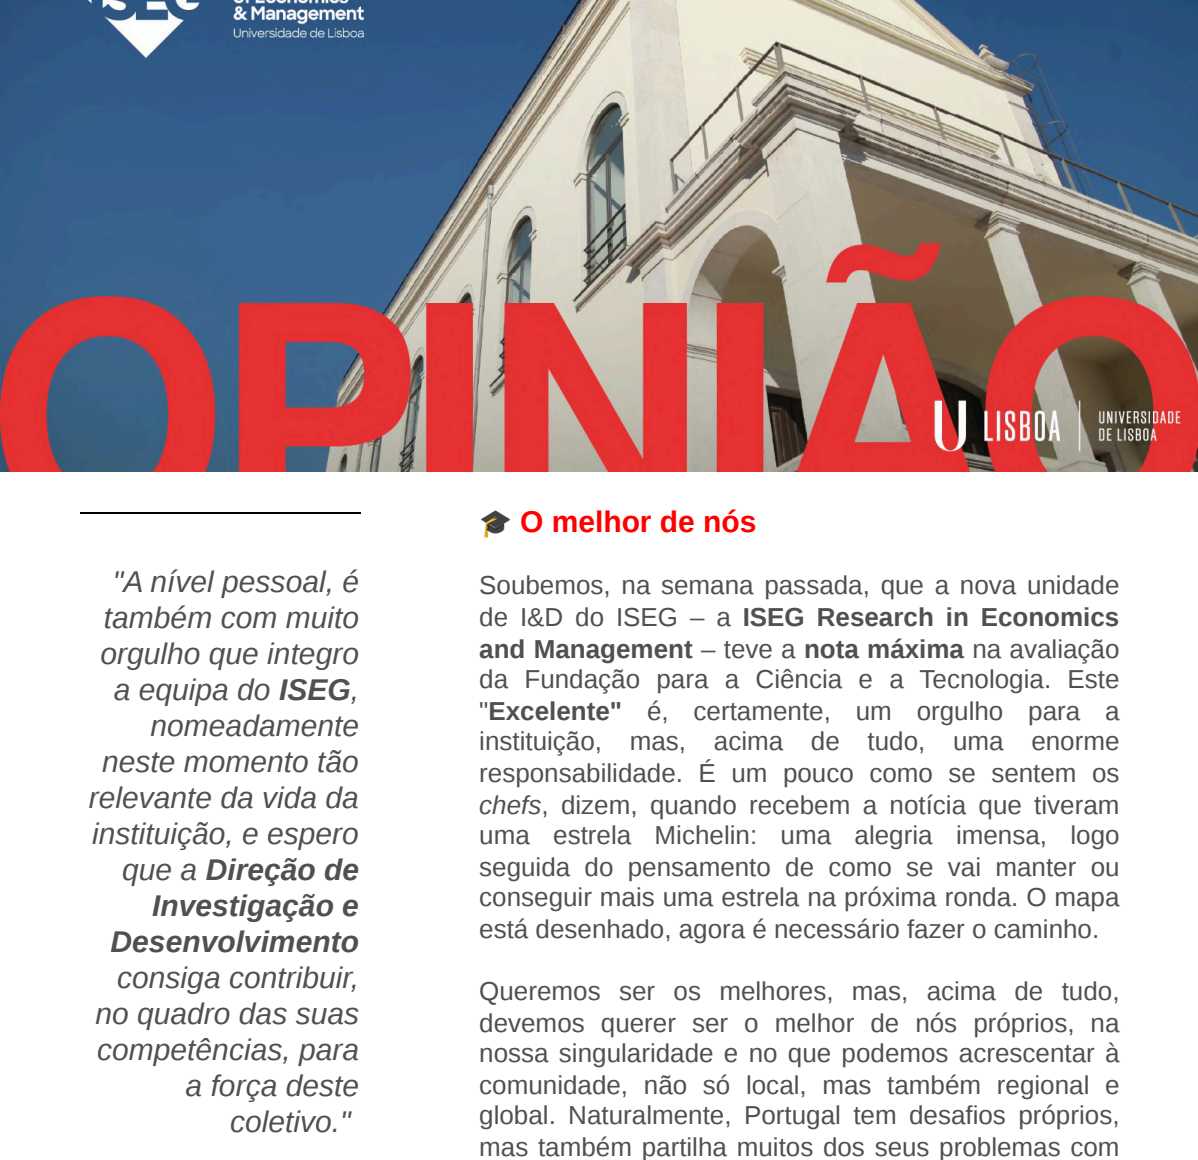 ISEG
of Economics
& Management
Universidade de Lisboa
OPINIÃO
U LISBOA
UNIVERSIDADE
DE LISBOA
"A nível pessoal, é
também com muito
orgulho que integro
a equipa do ISEG,
nomeadamente
neste momento tão
relevante da vida da
instituição, e espero
que a Direção de
Investigação e
Desenvolvimento
consiga contribuir,
no quadro das suas
competências, para
a força deste
coletivo."
🎓 O melhor de nós
Soubemos, na semana passada, que a nova unidade
de I&D do ISEG – a ISEG Research in Economics
and Management – teve a nota máxima na avaliação
da Fundação para a Ciência e a Tecnologia. Este
"Excelente" é, certamente, um orgulho para a
instituição, mas, acima de tudo, uma enorme
responsabilidade. É um pouco como se sentem os
chefs, dizem, quando recebem a notícia que tiveram
uma estrela Michelin: uma alegria imensa, logo
seguida do pensamento de como se vai manter ou
conseguir mais uma estrela na próxima ronda. O mapa
está desenhado, agora é necessário fazer o caminho.
Queremos ser os melhores, mas, acima de tudo,
devemos querer ser o melhor de nós próprios, na
nossa singularidade e no que podemos acrescentar à
comunidade, não só local, mas também regional e
global. Naturalmente, Portugal tem desafios próprios,
mas também partilha muitos dos seus problemas com